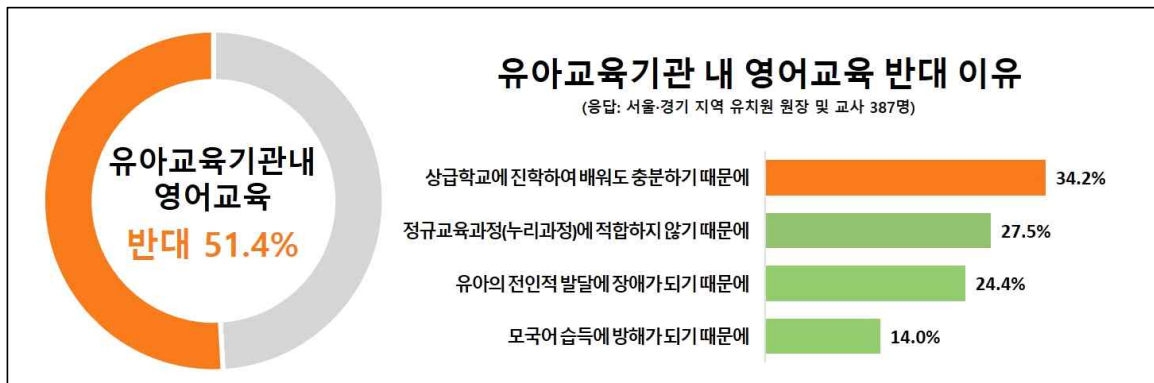 유아교육기관내
영어교육
반대 51.4%
유아교육기관 내 영어교육 반대 이유
(응답: 서울·경기 지역 유치원 원장 및 교사 387명)
상급학교에 진학하여 배워도 충분하기 때문에 34.2%
정규교육과정(누리과정)에 적합하지 않기 때문에 27.5%
유아의 전인적 발달에 장애가 되기 때문에 24.4%
모국어 습득에 방해가 되기 때문에 14.0%